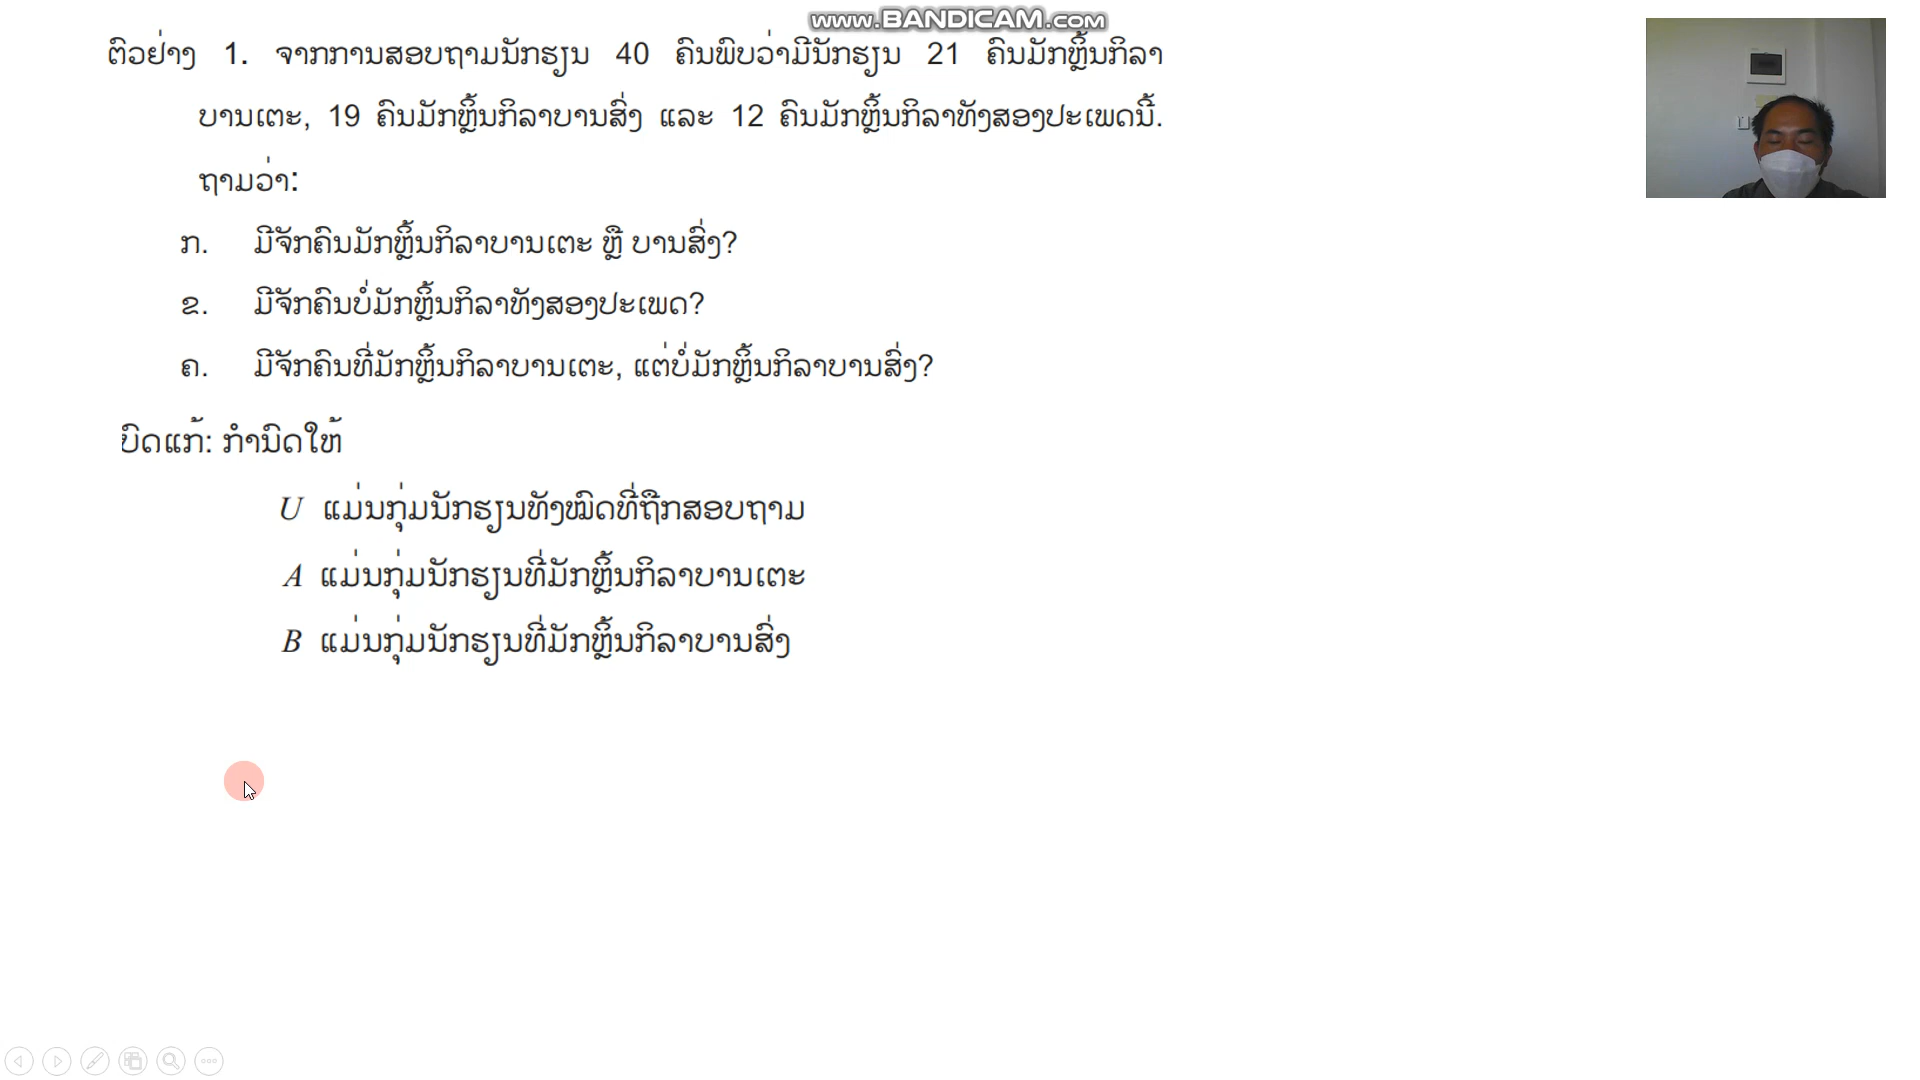 www.BANDICAM.com
ຕົວຢ່າງ 1. ຈາກການສອບຖາມນັກຮຽນ 40 ຄົນພົບວ່າມີນັກຮຽນ 21 ຄົນມັກຫຼິ້ນກິລາ
ບານເຕະ, 19 ຄົນມັກຫຼິ້ນກິລາບານສົ່ງ ແລະ 12 ຄົນມັກຫຼິ້ນກິລາທັງສອງປະເພດນີ້.
ຖາມວ່າ:
ກ. ມີຈັກຄົນມັກຫຼິ້ນກິລາບານເຕະ ຫຼື ບານສົ່ງ?
ຂ. ມີຈັກຄົນບໍ່ມັກຫຼິ້ນກິລາທັງສອງປະເພດ?
ຄ. ມີຈັກຄົນທີ່ມັກຫຼິ້ນກິລາບານເຕະ, ແຕ່ບໍ່ມັກຫຼິ້ນກິລາບານສົ່ງ?
ບົດແກ້: ກຳນົດໃຫ້
U ແມ່ນກຸ່ມນັກຮຽນທັງໝົດທີ່ຖືກສອບຖາມ
A ແມ່ນກຸ່ມນັກຮຽນທີ່ມັກຫຼິ້ນກິລາບານເຕະ
B ແມ່ນກຸ່ມນັກຮຽນທີ່ມັກຫຼິ້ນກິລາບານສົ່ງ